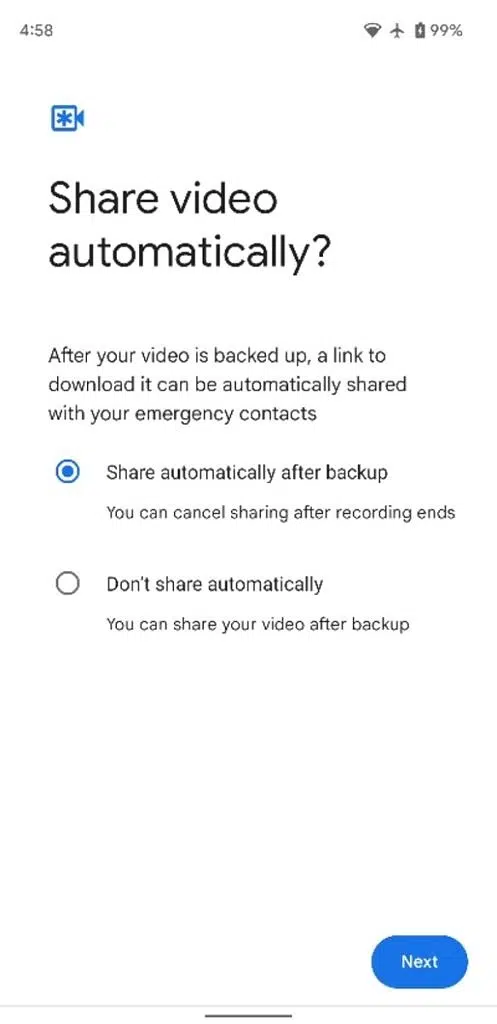 4:58 99%
Share video
automatically?
After your video is backed up, a link to
download it can be automatically shared
with your emergency contacts
Share automatically after backup
You can cancel sharing after recording ends
Don't share automatically
You can share your video after backup
Next